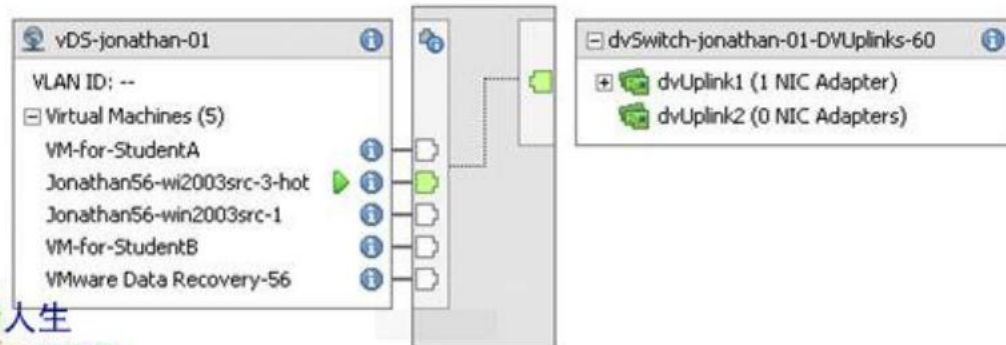 vDS-jonathan-01
VLAN ID: --
Virtual Machines (5)
VM-for-StudentA
Jonathan56-wi2003src-3-hot
Jonathan56-win2003src-1
VM-for-StudentB
VMware Data Recovery-56
dvSwitch-jonathan-01-DVUplinks-60
dvUplink1 (1 NIC Adapter)
dvUplink2 (0 NIC Adapters)
人生